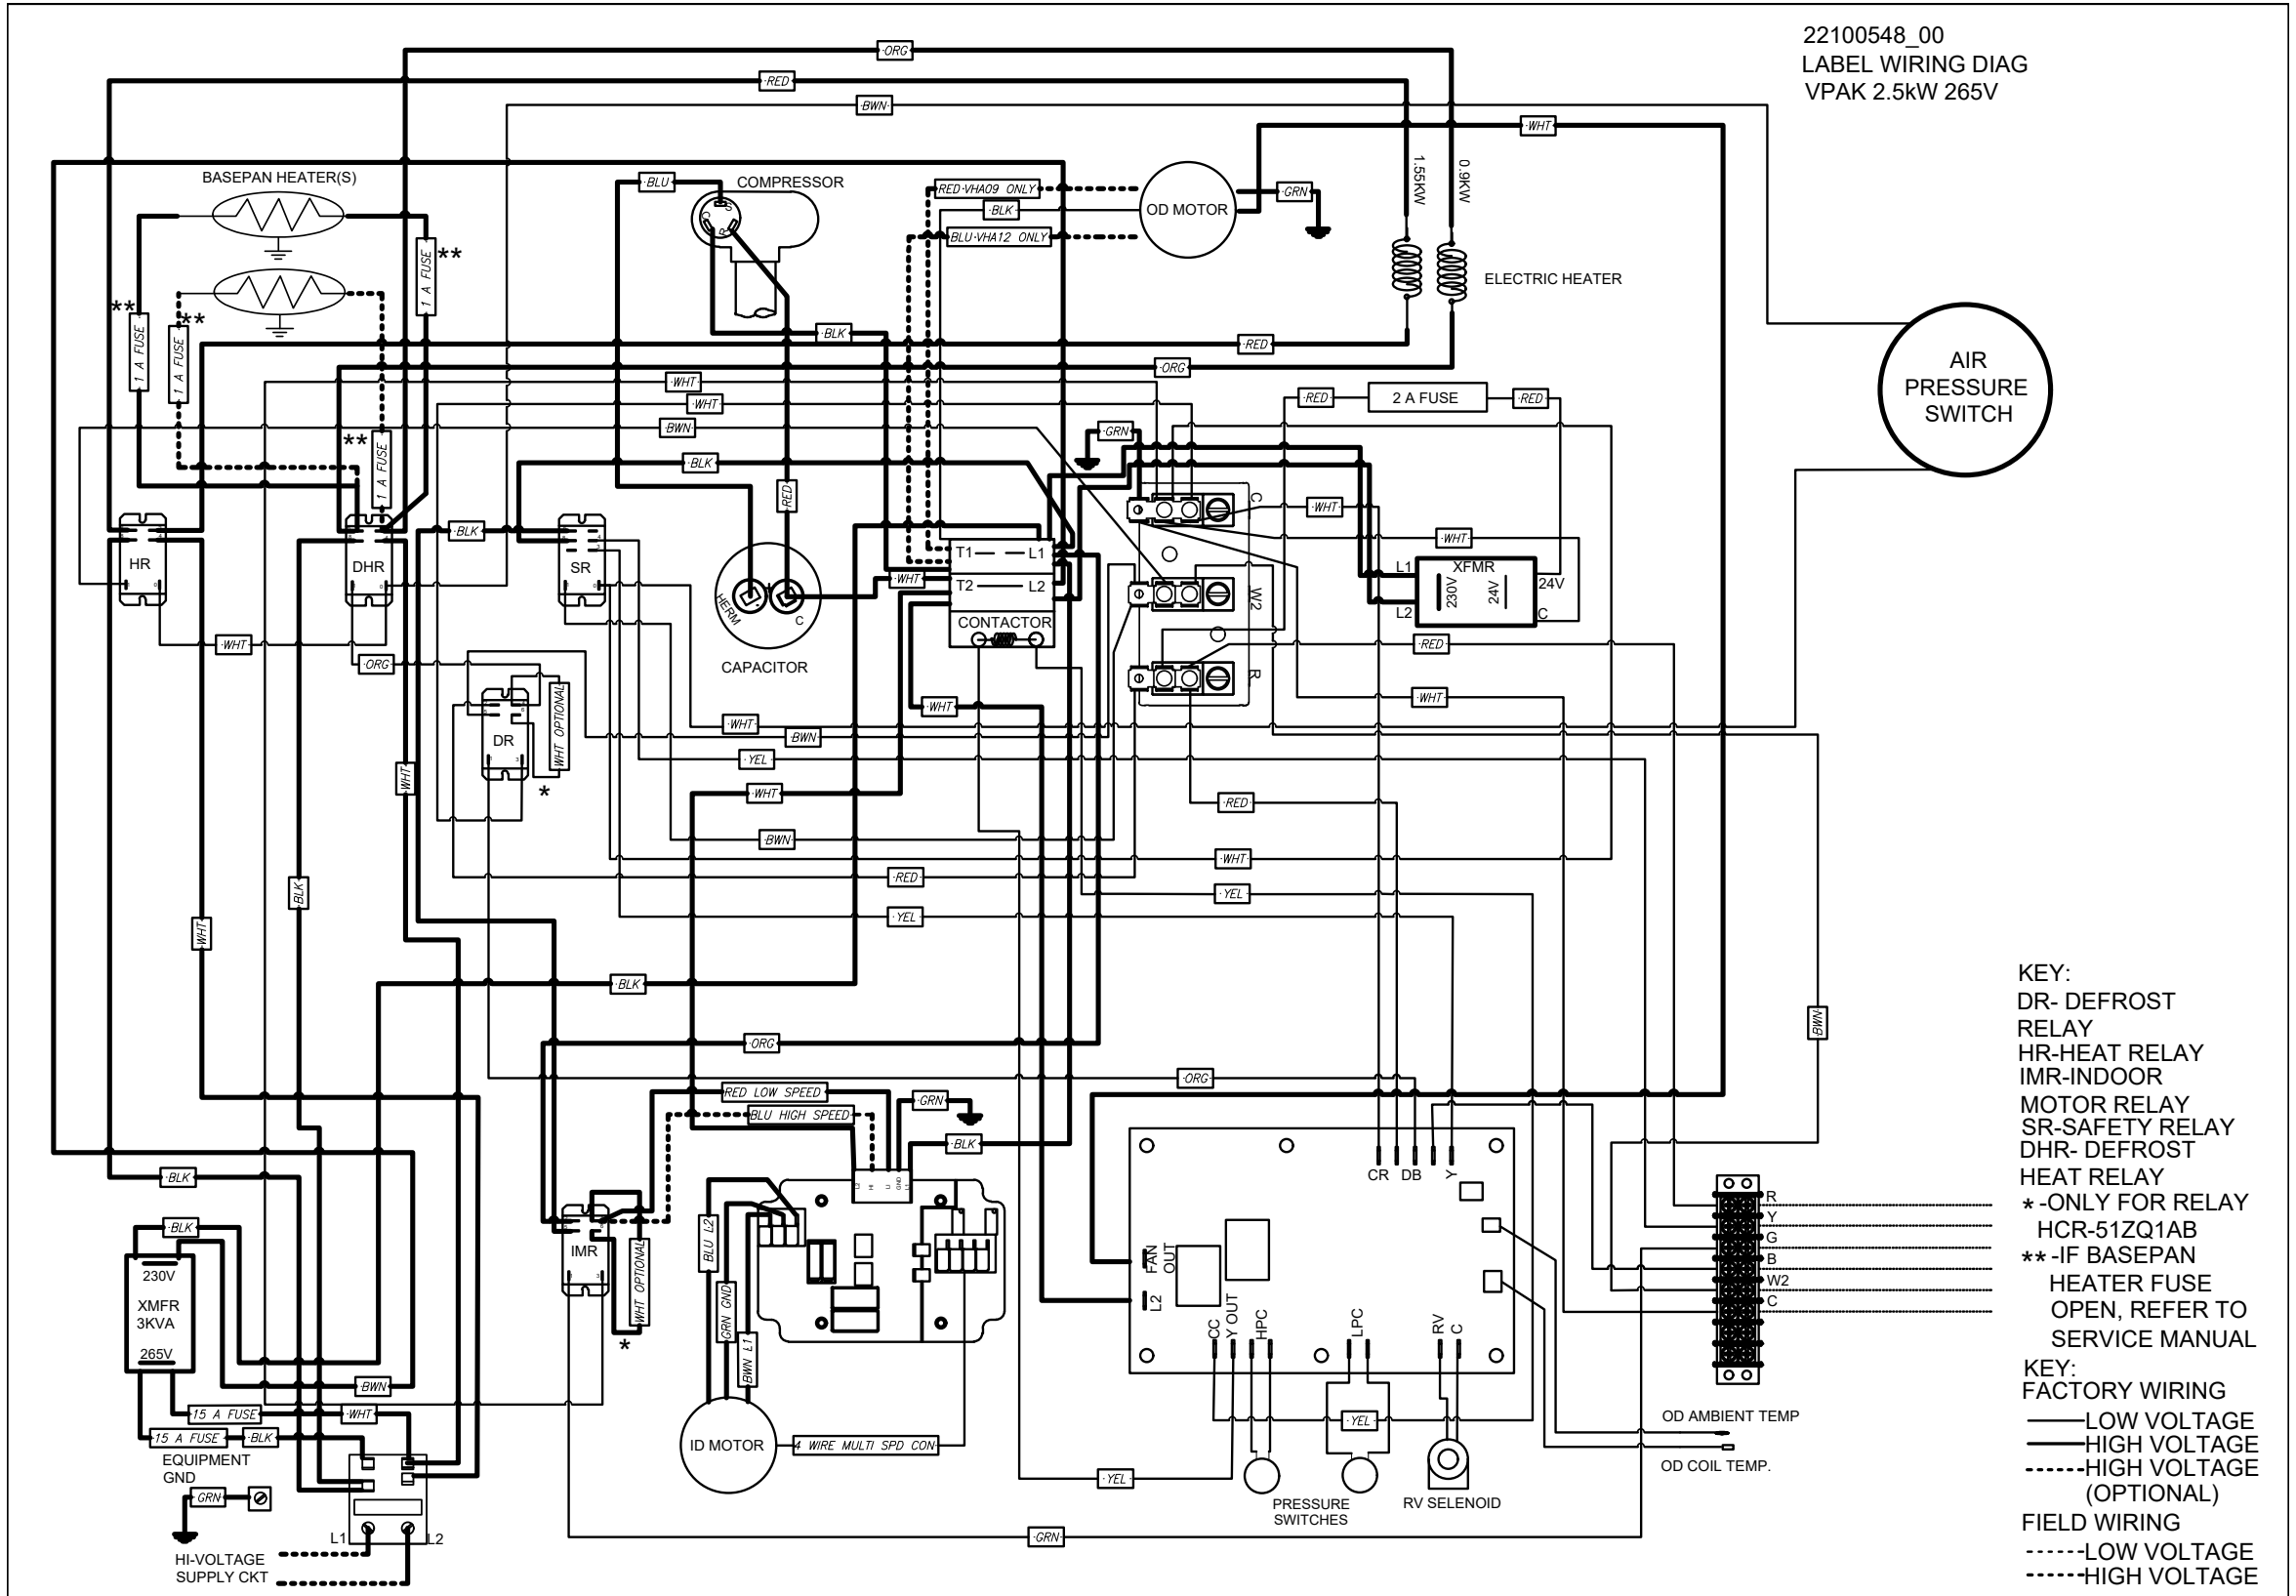 22100548_00
LABEL WIRING DIAG
VPAK 2.5kW 265V
ORG
RED
BWN
WHT
BASEPAN HEATER(S)
BLU
COMPRESSOR
S
C
R
RED-VHA09 ONLY
BLK
BLU-VHA12 ONLY
OD MOTOR
GRN
1.55KW
0.9KW
ELECTRIC HEATER
**
1 A FUSE
**
1 A FUSE
**
1 A FUSE
**
1 A FUSE
BLK
RED
ORG
WHT
WHT
BWN
BLK
RED
RED
2 A FUSE
RED
GRN
AIR
PRESSURE
SWITCH
HR
DHR
BLK
SR
HERM
C
CAPACITOR
WHT
T1
L1
T2
L2
CONTACTOR
C
W2
R
WHT
WHT
L1
L2
XFMR
230V
24V
24V
C
RED
WHT
WHT
ORG
DR
WHT OPTIONAL
*
WHT
WHT
BWN
YEL
WHT
WHT
RED
BWN
WHT
RED
YEL
YEL
BLK
WHT
BLK
ORG
ORG
BWN
RED LOW SPEED
BLU HIGH SPEED
GRN
BLK
BLK
BLK
230V
XMFR
3KVA
265V
BWN
15 A FUSE
WHT
15 A FUSE
BLK
EQUIPMENT
GND
GRN
L1
L2
HI-VOLTAGE
SUPPLY CKT
IMR
WHT OPTIONAL
*
L2
HI
GND
BLU L2
GRN GND
BWN L1
ID MOTOR
4 WIRE MULTI SPD CON
CR
DB
Y
FAN
OUT
L2
CC
Y OUT
HPC
LPC
RV
C
YEL
YEL
PRESSURE
SWITCHES
RV SELENOID
GRN
R
Y
G
B
W2
C
OD AMBIENT TEMP
OD COIL TEMP.
KEY:
DR- DEFROST
RELAY
HR-HEAT RELAY
IMR-INDOOR
MOTOR RELAY
SR-SAFETY RELAY
DHR- DEFROST
HEAT RELAY
* -ONLY FOR RELAY
HCR-51ZQ1AB
** -IF BASEPAN
HEATER FUSE
OPEN, REFER TO
SERVICE MANUAL
KEY:
FACTORY WIRING
LOW VOLTAGE
HIGH VOLTAGE
HIGH VOLTAGE
(OPTIONAL)
FIELD WIRING
LOW VOLTAGE
HIGH VOLTAGE